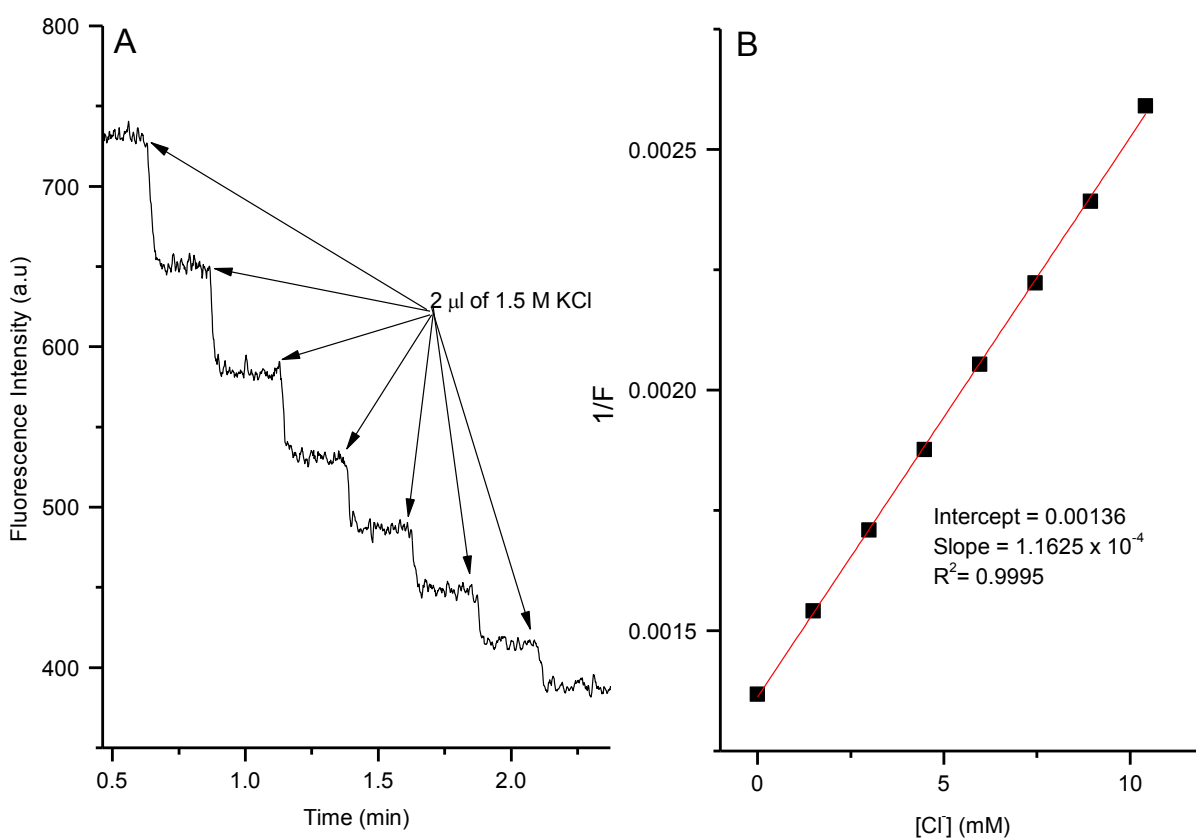 A
800
700
600
500
400
Fluorescence Intensity (a.u)
0.5 1.0 1.5 2.0
Time (min)
2 μl of 1.5 M KCl
B
0.0025
0.0020
0.0015
1/F
Intercept = 0.00136
Slope = 1.1625 x 10⁻⁴
R²= 0.9995
0 5 10
[Cl⁻] (mM)